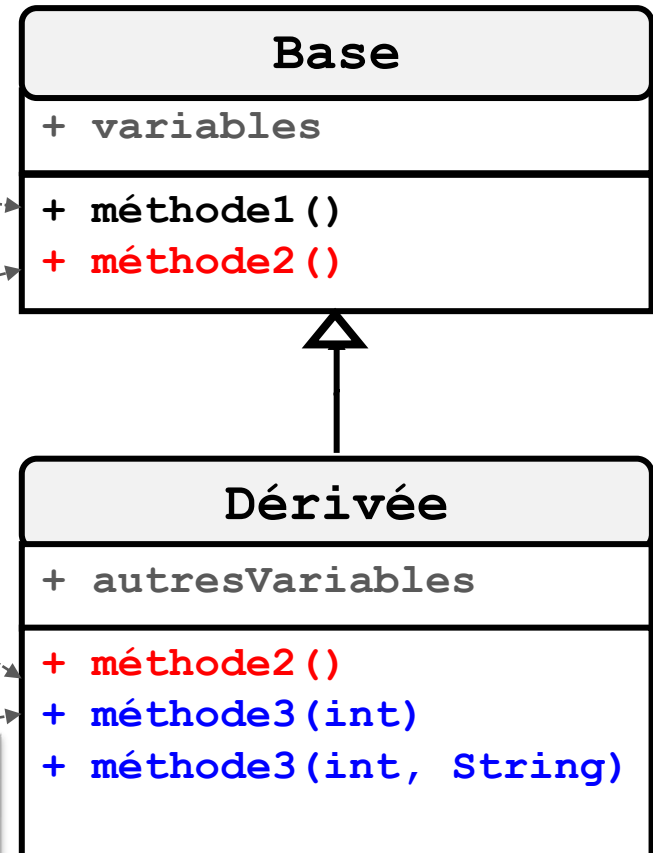 Base
+ variables
+ méthode1()
+ méthode2()
Dérivée
+ autresVariables
+ méthode2()
+ méthode3(int)
+ méthode3(int, String)